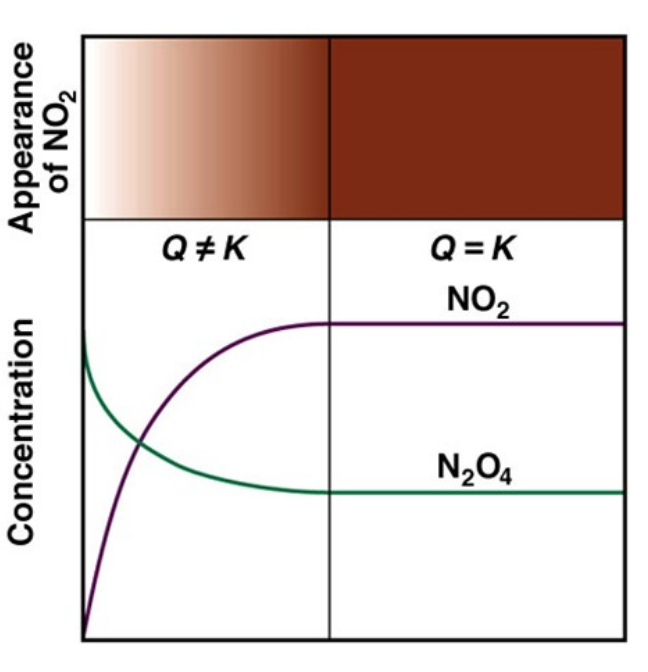 Appearance
of NO₂
Q ≠ K
Q = K
NO₂
Concentration
N₂O₄